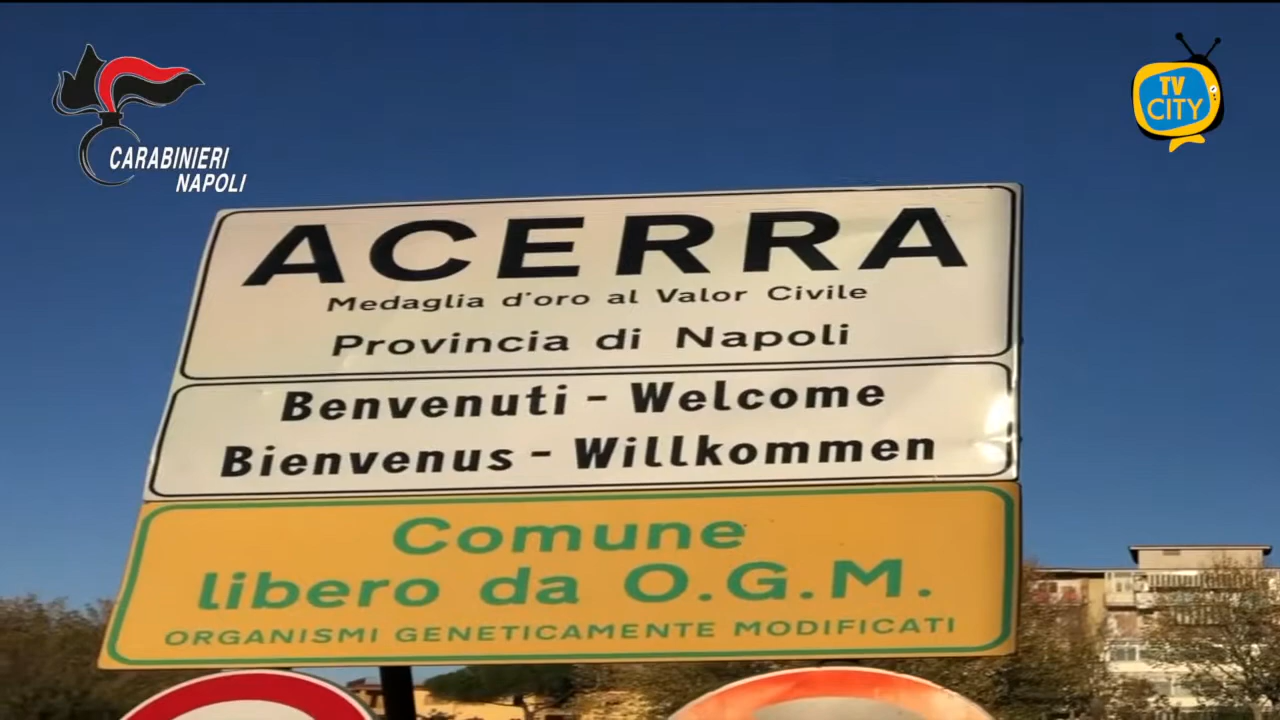 CARABINIERI
NAPOLI
TV
CITY
ACERRA
Medaglia d'oro al Valor Civile
Provincia di Napoli
Benvenuti - Welcome
Bienvenus - Willkommen
Comune
libero da O.G.M.
ORGANISMI GENETICAMENTE MODIFICATI